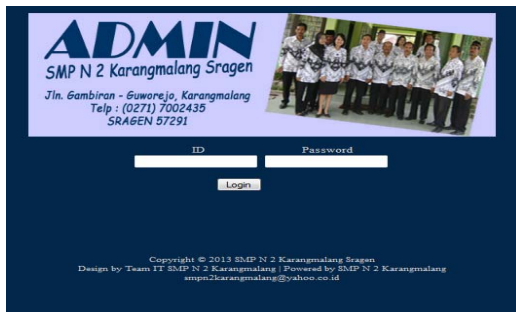 ADMIN
SMP N 2 Karangmalang Sragen
Jln. Gambiran - Guworejo, Karangmalang
Telp : (0271) 7002435
SRAGEN 57291
ID Password
Login
Copyright © 2013 SMP N 2 Karangmalang Sragen
Design by Team IT SMP N 2 Karangmalang | Powered by SMP N 2 Karangmalang
smpn2karangmalang@yahoo.co.id